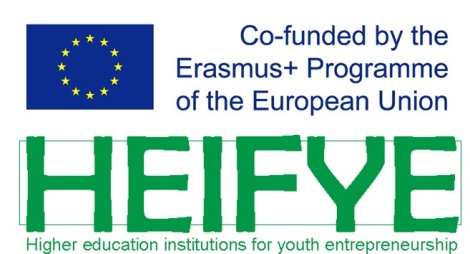 Co-funded by the
Erasmus+ Programme
of the European Union
HEIFYE
Higher education institutions for youth entrepreneurship